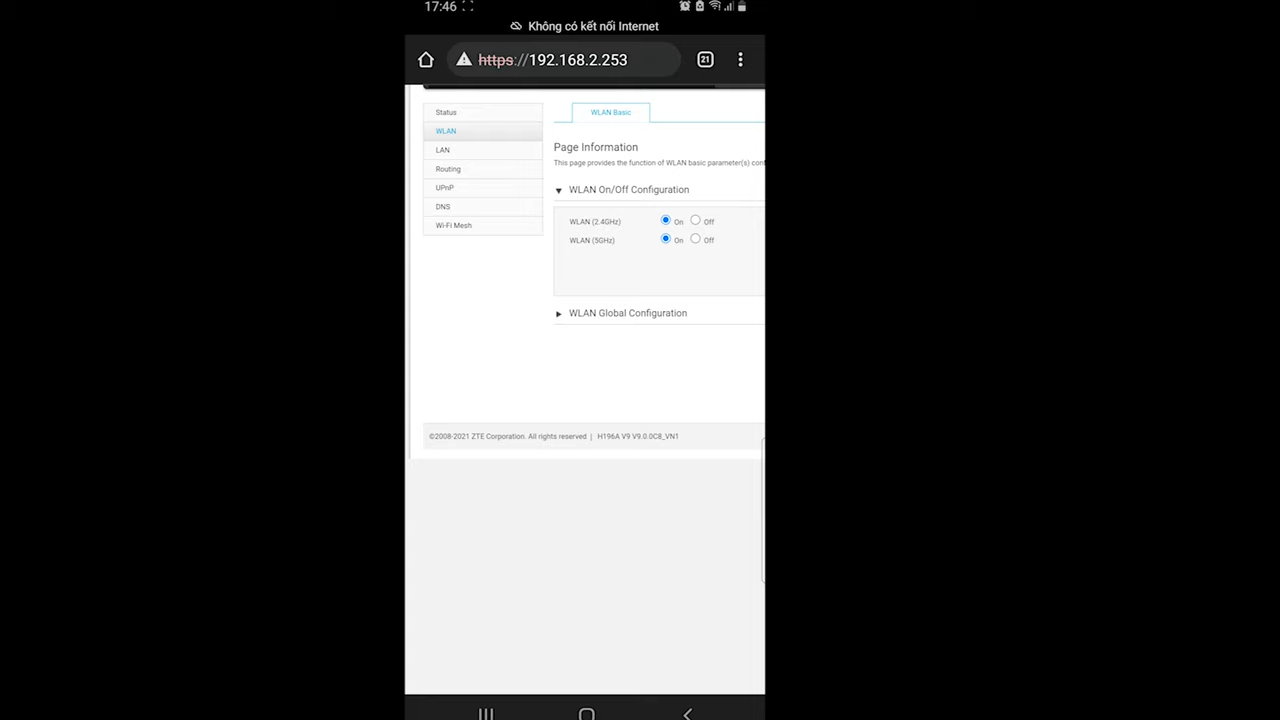 17:46
Không có kết nối Internet
https://192.168.2.253
21
Status
WLAN
LAN
Routing
UPnP
DNS
Wi-Fi Mesh
WLAN Basic
Page Information
This page provides the function of WLAN basic parameter(s) conf
WLAN On/Off Configuration
WLAN (2.4GHz) On Off
WLAN (5GHz) On Off
WLAN Global Configuration
©2008-2021 ZTE Corporation. All rights reserved | H196A V9 V9.0.0C8_VN1